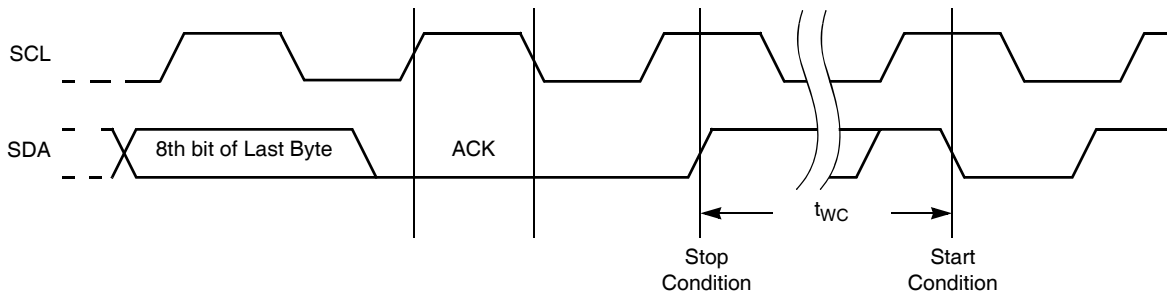 SCL
SDA
8th bit of Last Byte
ACK
tWC
Stop
Condition
Start
Condition